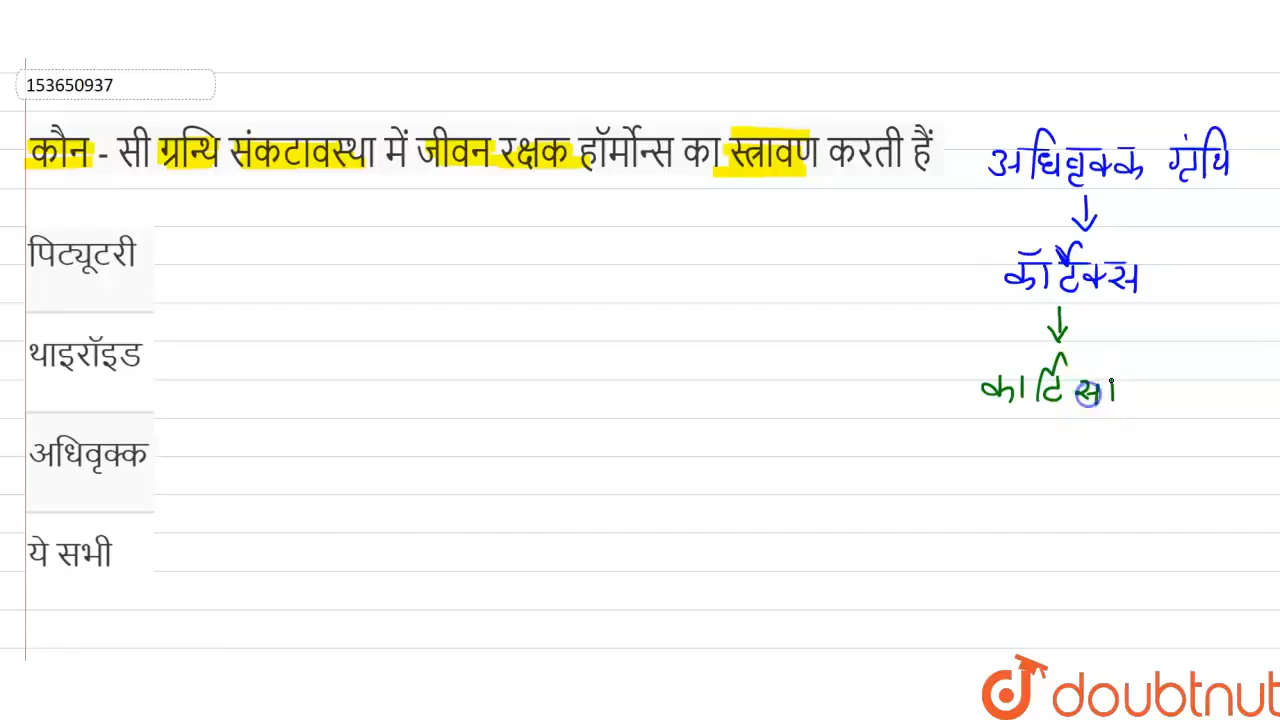 153650937
कौन - सी ग्रन्थि संकटावस्था में जीवन रक्षक हॉर्मोन्स का स्त्रावण करती हैं
पिट्यूटरी
थाइरॉइड
अधिवृक्क
ये सभी
अधिवृक्क ग्रंथि
↓
कॉर्टेक्स
↓
कार्टिसा
doubtnut